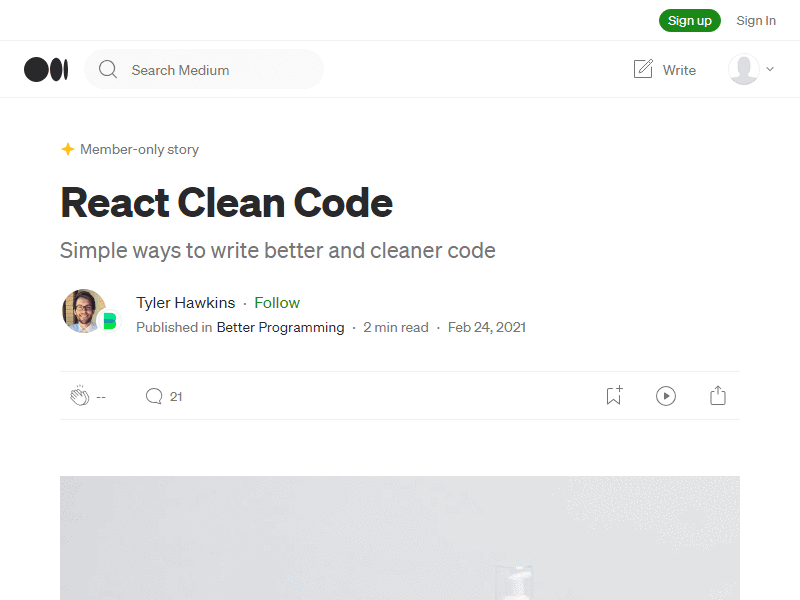 Sign up Sign In
Search Medium Write
Member-only story
React Clean Code
Simple ways to write better and cleaner code
Tyler Hawkins · Follow
Published in Better Programming · 2 min read · Feb 24, 2021
-- 21